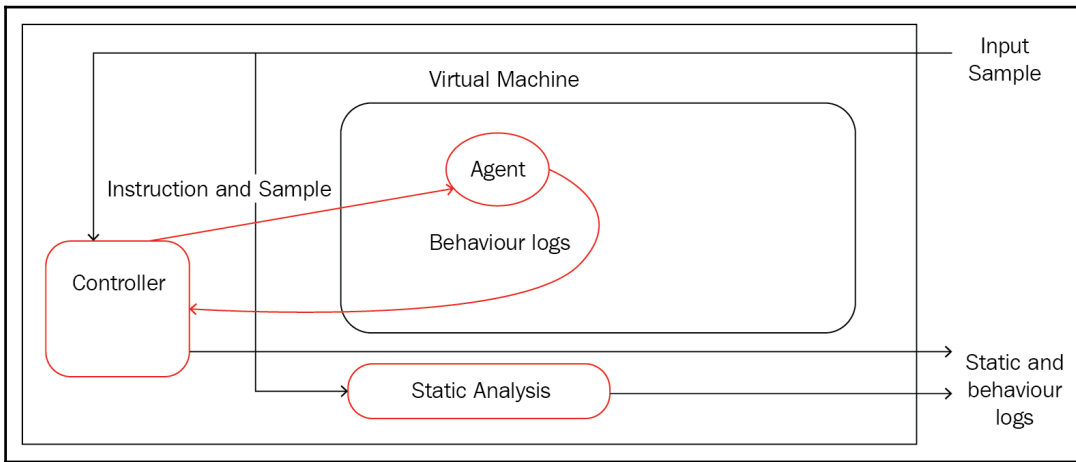 Input
Sample
Virtual Machine
Agent
Instruction and Sample
Behaviour logs
Controller
Static Analysis
Static and
behaviour
logs